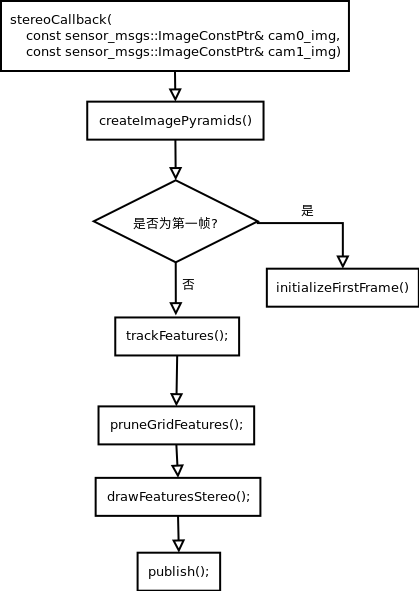 stereoCallback(
const sensor_msgs::ImageConstPtr& cam0_img,
const sensor_msgs::ImageConstPtr& cam1_img)
createImagePyramids()
是否为第一帧?
是
initializeFirstFrame()
否
trackFeatures();
pruneGridFeatures();
drawFeaturesStereo();
publish();